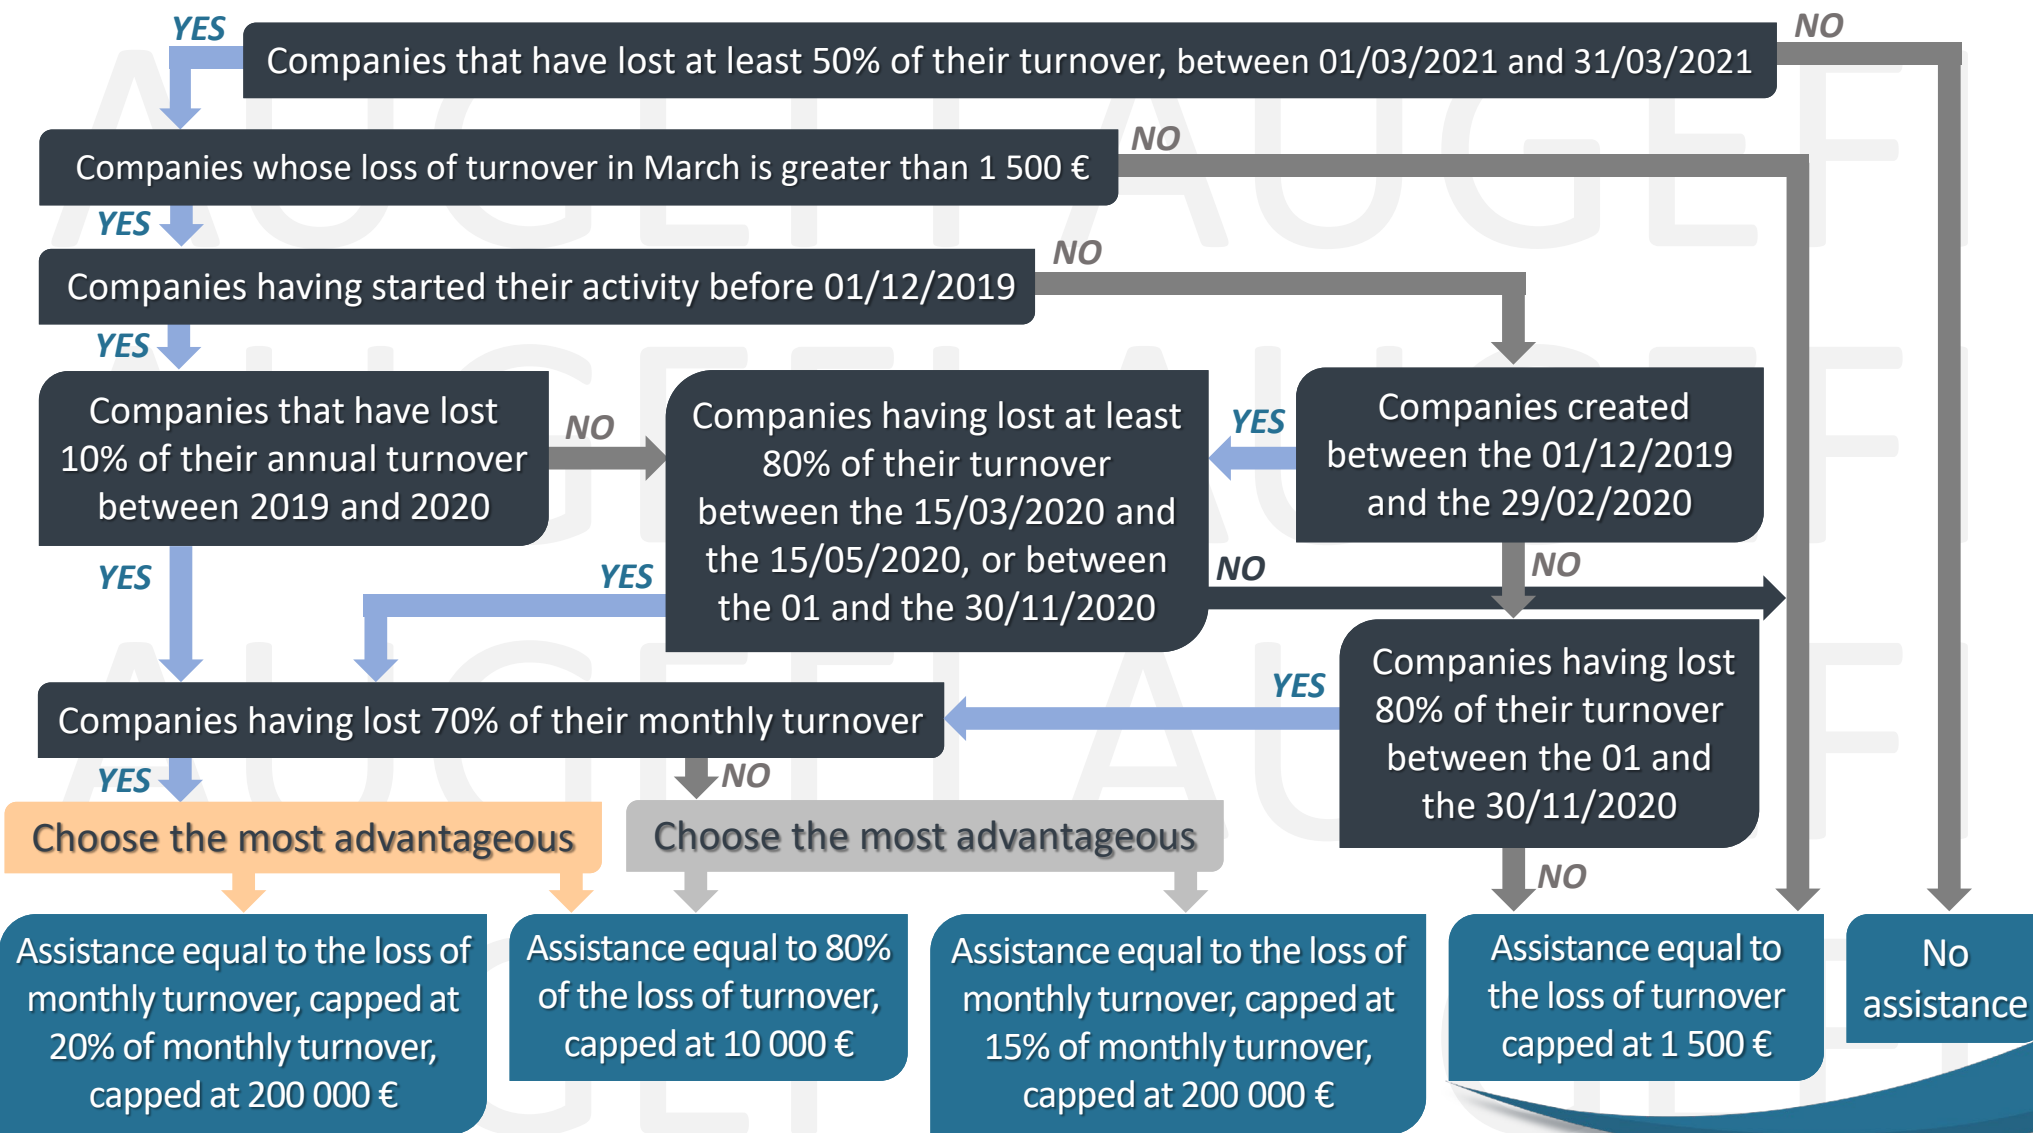 YES
NO
Companies that have lost at least 50% of their turnover, between 01/03/2021 and 31/03/2021
NO
Companies whose loss of turnover in March is greater than 1 500 €
YES
NO
Companies having started their activity before 01/12/2019
YES
Companies that have lost
10% of their annual turnover
between 2019 and 2020
NO
Companies having lost at least
80% of their turnover
between the 15/03/2020 and
the 15/05/2020, or between
the 01 and the 30/11/2020
YES
Companies created
between the 01/12/2019
and the 29/02/2020
YES
YES
NO
NO
Companies having lost
80% of their turnover
between the 01 and
the 30/11/2020
YES
Companies having lost 70% of their monthly turnover
YES
NO
Choose the most advantageous
Choose the most advantageous
NO
Assistance equal to the loss of
monthly turnover, capped at
20% of monthly turnover,
capped at 200 000 €
Assistance equal to 80%
of the loss of turnover,
capped at 10 000 €
Assistance equal to the loss of
monthly turnover, capped at
15% of monthly turnover,
capped at 200 000 €
Assistance equal to
the loss of turnover
capped at 1 500 €
No
assistance
AUGEFI AUGEFI
AUGEFI AUGEFI
AUGEFI AUGEFI